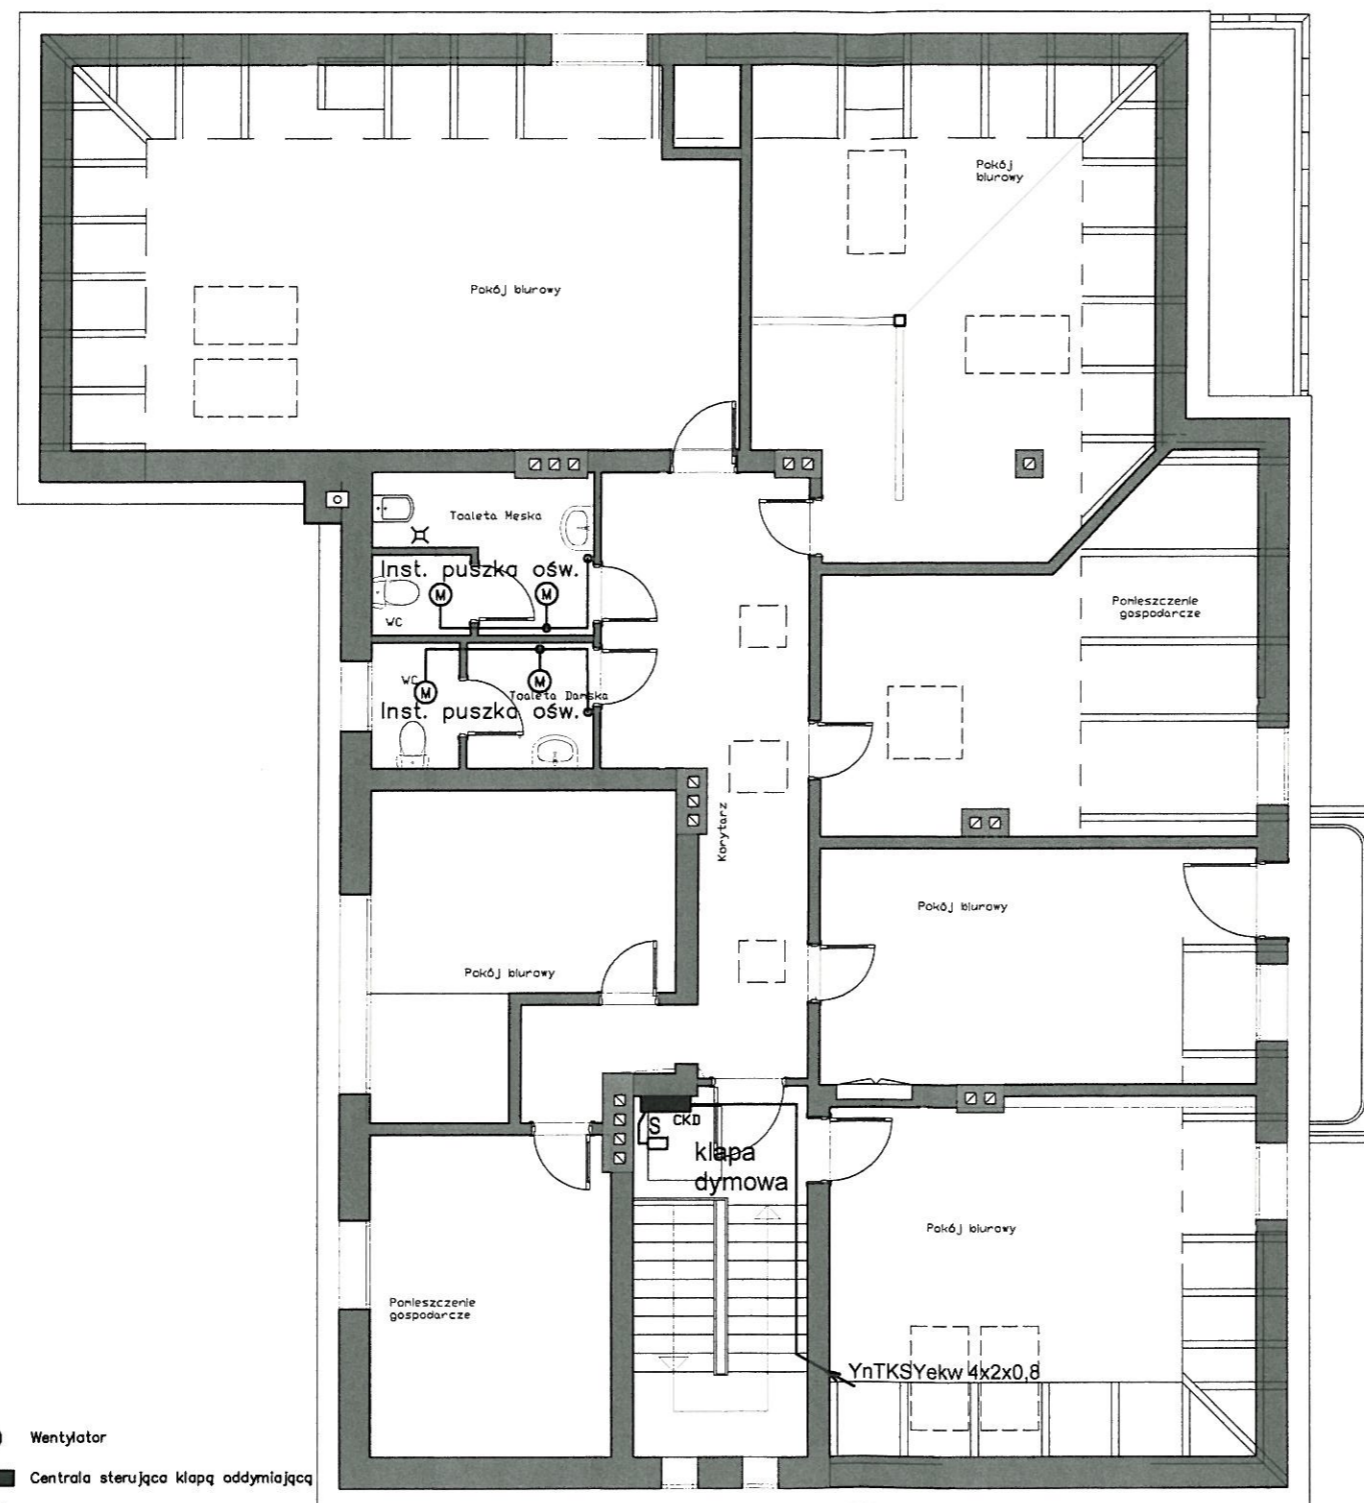 Pokój
biurowy
Pokój biurowy
Toaleta Męska
Inst. puszka ośw.
M
M
WC
Pomieszczenie
gospodarcze
WC
M
M
Toaleta Damska
Inst. puszka ośw.
Korytarz
Pokój biurowy
Pokój biurowy
CKD
S
klapa
dymowa
Pokój biurowy
Pomieszczenie
gospodarcze
YnTKSYekw 4x2x0,8
Wentylator
Centrala sterująca klapą oddymiającą